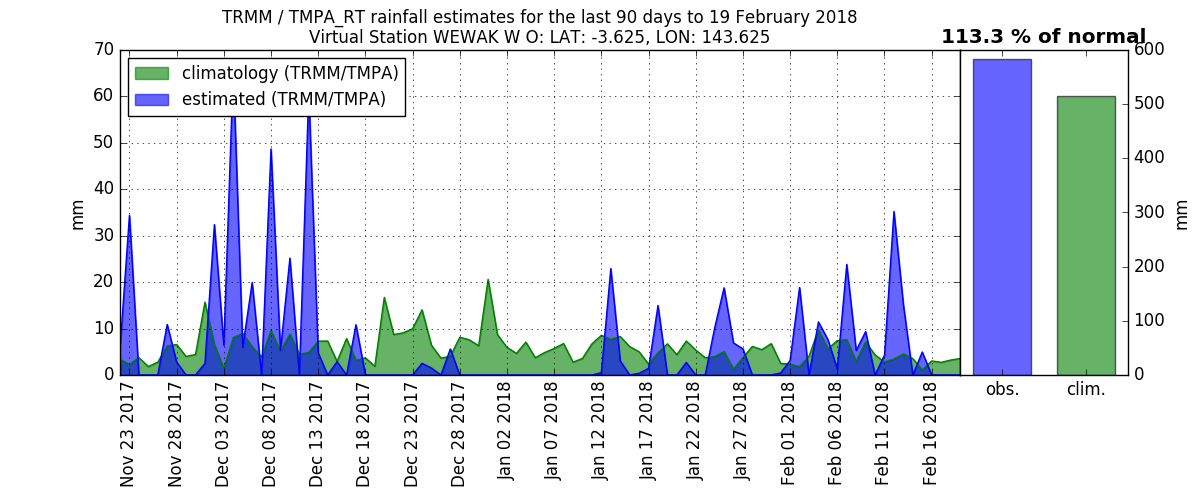 TRMM / TMPA_RT rainfall estimates for the last 90 days to 19 February 2018
Virtual Station WEWAK W O: LAT: -3.625, LON: 143.625
113.3 % of normal
climatology (TRMM/TMPA)
estimated (TRMM/TMPA)
70
60
50
40
30
20
10
0
mm
600
500
400
300
200
100
0
mm
obs.
clim.
Nov 23 2017
Nov 28 2017
Dec 03 2017
Dec 08 2017
Dec 13 2017
Dec 18 2017
Dec 23 2017
Dec 28 2017
Jan 02 2018
Jan 07 2018
Jan 12 2018
Jan 17 2018
Jan 22 2018
Jan 27 2018
Feb 01 2018
Feb 06 2018
Feb 11 2018
Feb 16 2018